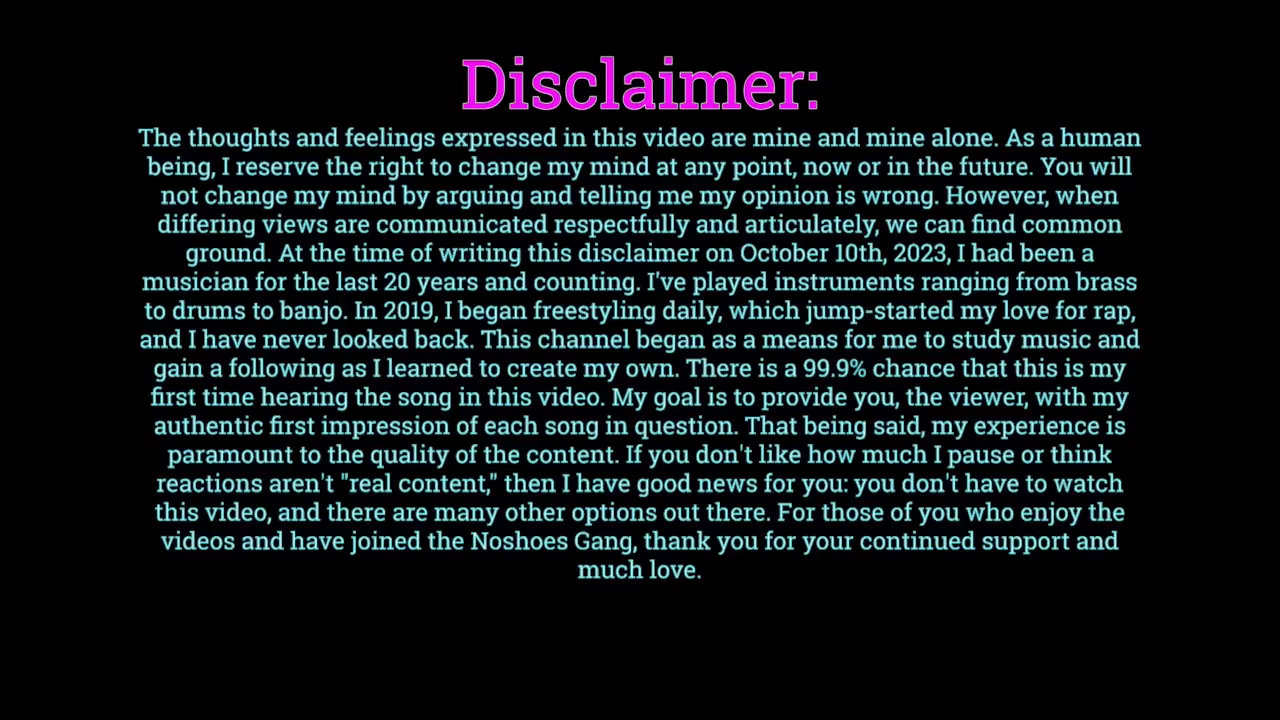 Disclaimer:
The thoughts and feelings expressed in this video are mine and mine alone. As a human
being, I reserve the right to change my mind at any point, now or in the future. You will
not change my mind by arguing and telling me my opinion is wrong. However, when
differing views are communicated respectfully and articulately, we can find common
ground. At the time of writing this disclaimer on October 10th, 2023, I had been a
musician for the last 20 years and counting. I've played instruments ranging from brass
to drums to banjo. In 2019, I began freestyling daily, which jump-started my love for rap,
and I have never looked back. This channel began as a means for me to study music and
gain a following as I learned to create my own. There is a 99.9% chance that this is my
first time hearing the song in this video. My goal is to provide you, the viewer, with my
authentic first impression of each song in question. That being said, my experience is
paramount to the quality of the content. If you don't like how much I pause or think
reactions aren't "real content," then I have good news for you: you don't have to watch
this video, and there are many other options out there. For those of you who enjoy the
videos and have joined the Noshoes Gang, thank you for your continued support and
much love.